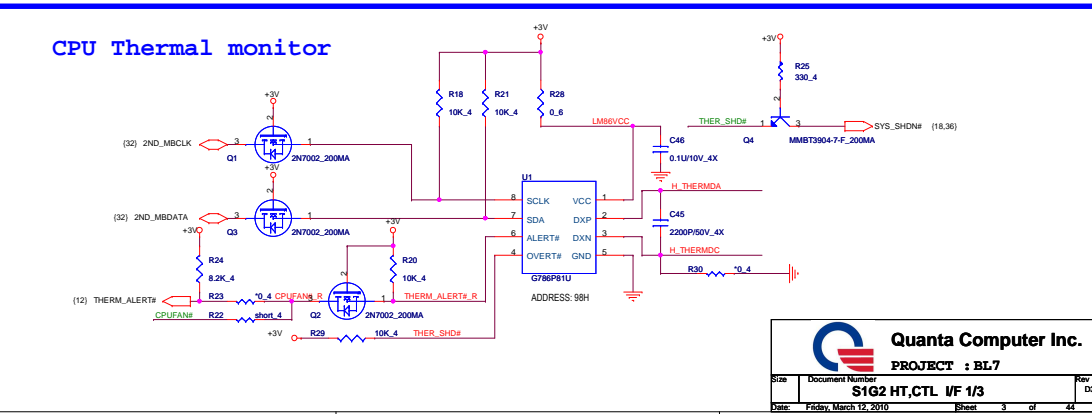 CPU Thermal monitor
+3V
+3V
R25
330_4
2
THER_SHD#
1
3
SYS_SHDN# (18,36)
Q4
MMBT3904-7-F_200MA
R18
10K_4
R21
10K_4
R28
0_6
LM86VCC
C46
0.1U/10V_4X
+3V
2
(32) 2ND_MBCLK
3
1
Q1
2N7002_200MA
+3V
2
(32) 2ND_MBDATA
3
1
Q3
2N7002_200MA
U1
8 SCLK VCC 1
7 SDA DXP 2
6 ALERT# DXN 3
4 OVERT# GND 5
G786P81U
ADDRESS: 98H
H_THERMDA
C45
2200P/50V_4X
H_THERMDC
R30
*0_4
+3V
R24
8.2K_4
+3V
R20
10K_4
2
(12) THERM_ALERT#
R23
*0_4
CPUFAN#_R
3
1
THERM_ALERT#_R
CPUFAN#
R22
short_4
Q2
2N7002_200MA
+3V
R29
10K_4
THER_SHD#
Quanta Computer Inc.
PROJECT : BL7
Size
Document Number
Rev
S1G2 HT,CTL I/F 1/3
Date:
Friday, March 12, 2010
Sheet
3
of
44